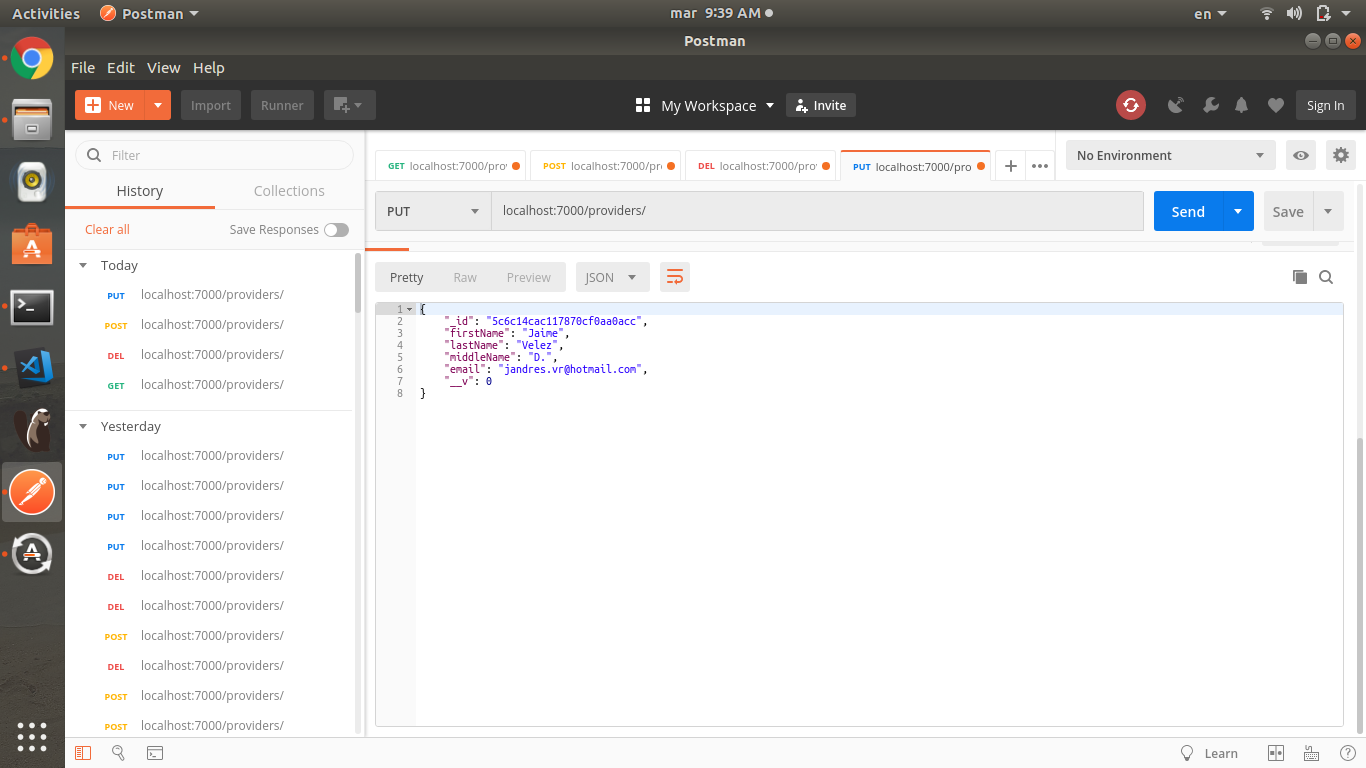 Activities Postman mar 9:39 AM en
Postman
File Edit View Help
New Import Runner My Workspace Invite Sign In
Filter
History Collections
Clear all Save Responses
Today
PUT localhost:7000/providers/
POST localhost:7000/providers/
DEL localhost:7000/providers/
GET localhost:7000/providers/
Yesterday
PUT localhost:7000/providers/
PUT localhost:7000/providers/
PUT localhost:7000/providers/
PUT localhost:7000/providers/
DEL localhost:7000/providers/
DEL localhost:7000/providers/
POST localhost:7000/providers/
DEL localhost:7000/providers/
POST localhost:7000/providers/
POST localhost:7000/providers/
GET localhost:7000/pro POST localhost:7000/pr DEL localhost:7000/pro PUT localhost:7000/pro No Environment
PUT localhost:7000/providers/ Send Save
Pretty Raw Preview JSON
1 {
2 "_id": "5c6c14cac117870cf0aa0acc",
3 "firstName": "Jaime",
4 "lastName": "Velez",
5 "middleName": "D.",
6 "email": "jandres.vr@hotmail.com",
7 "__v": 0
8 }
Learn